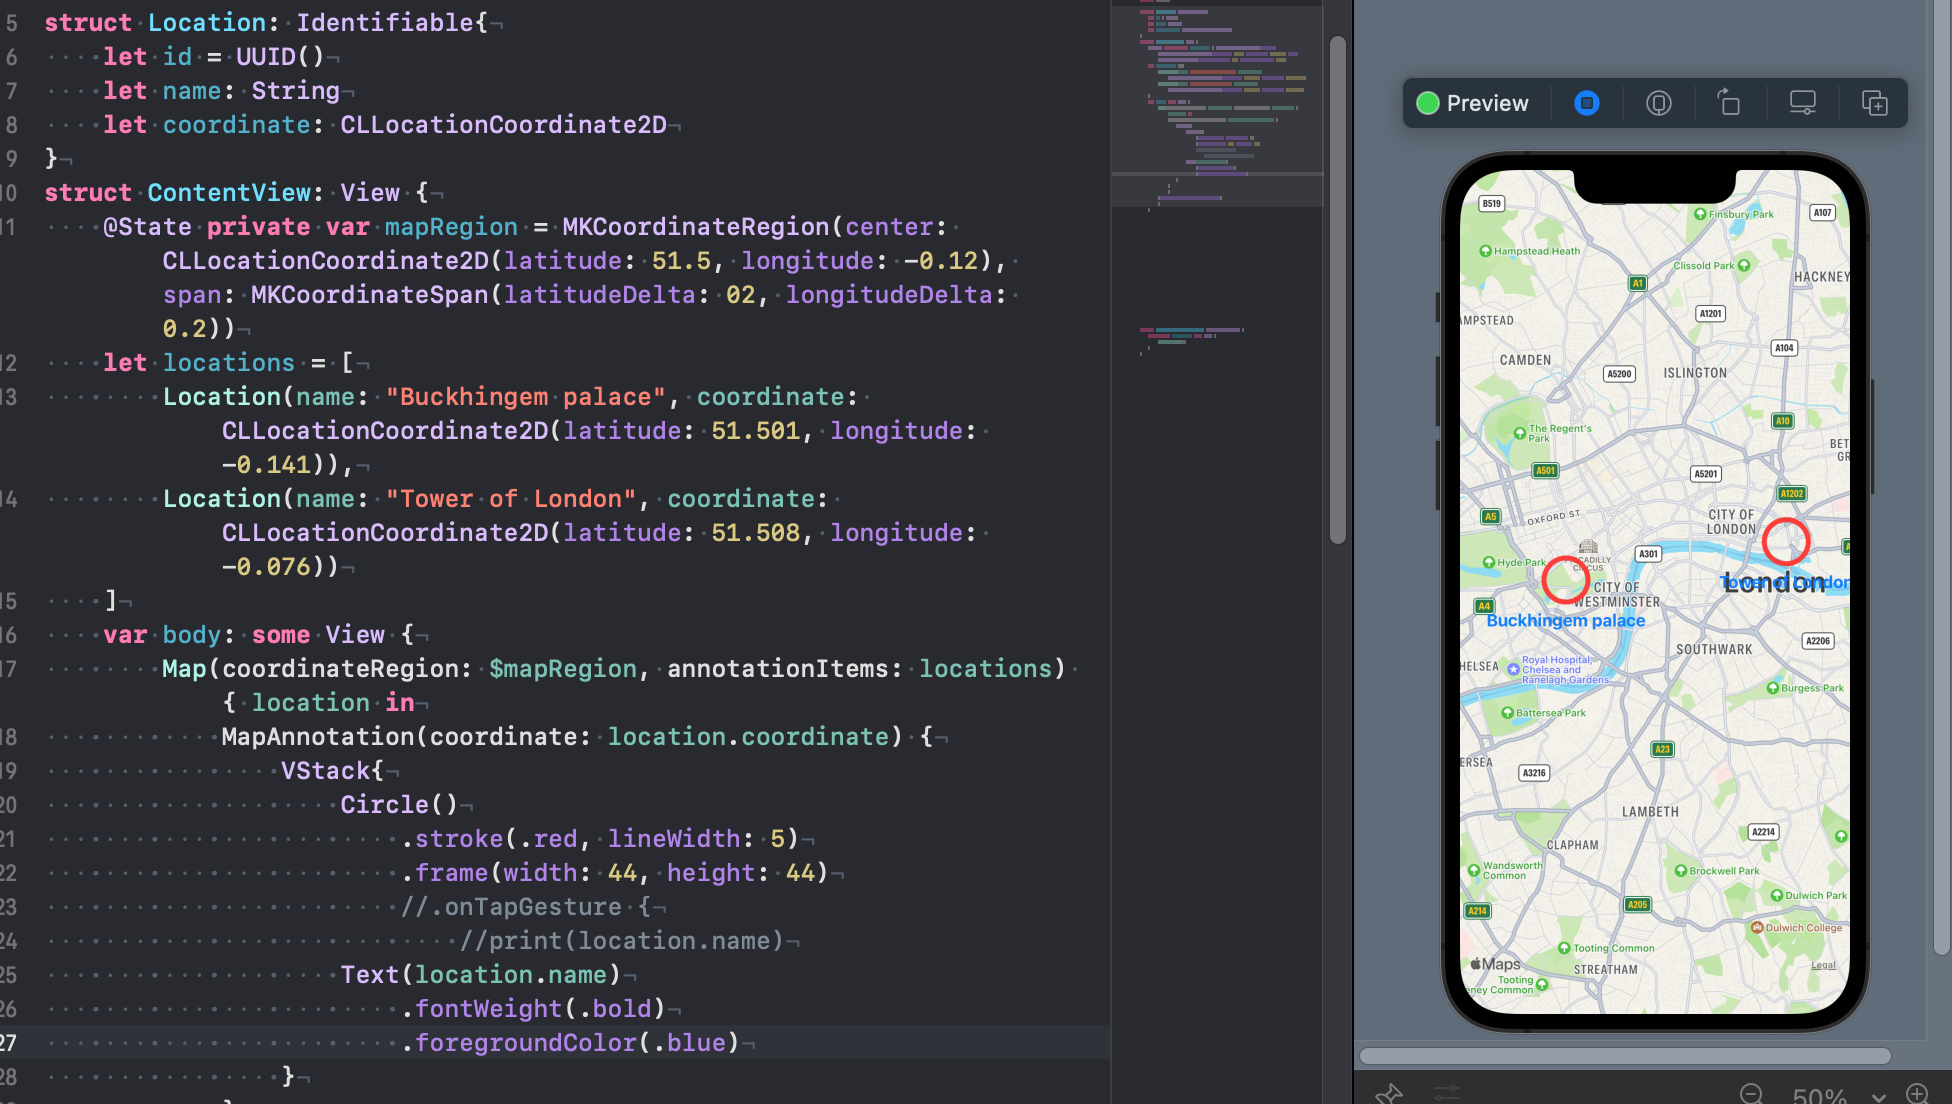 5 struct Location: Identifiable{
6 let id = UUID()
7 let name: String
8 let coordinate: CLLocationCoordinate2D
9 }
10 struct ContentView: View {
11 @State private var mapRegion = MKCoordinateRegion(center:
CLLocationCoordinate2D(latitude: 51.5, longitude: -0.12),
span: MKCoordinateSpan(latitudeDelta: 02, longitudeDelta:
0.2))
12 let locations = [
13 Location(name: "Buckhingem palace", coordinate:
CLLocationCoordinate2D(latitude: 51.501, longitude:
-0.141)),
14 Location(name: "Tower of London", coordinate:
CLLocationCoordinate2D(latitude: 51.508, longitude:
-0.076))
15 ]
16 var body: some View {
17 Map(coordinateRegion: $mapRegion, annotationItems: locations)
{ location in
18 MapAnnotation(coordinate: location.coordinate) {
19 VStack{
20 Circle()
21 .stroke(.red, lineWidth: 5)
22 .frame(width: 44, height: 44)
23 //.onTapGesture {
24 //print(location.name)
25 Text(location.name)
26 .fontWeight(.bold)
27 .foregroundColor(.blue)
28 }
Preview
B519
Finsbury Park
A107
Hampstead Heath
Clissold Park
HACKNEY
A1
A1201
AMPSTEAD
A104
CAMDEN
A5200
ISLINGTON
A10
The Regent's
Park
BET
GR
A501
A5201
A1202
A5
OXFORD ST
CITY OF
LONDON
A301
Hyde Park
PICCADILLY
CIRCUS
CITY OF
WESTMINSTER
London
Tower of London
A4
Buckhingem palace
A2206
SOUTHWARK
HELSEA
Royal Hospital,
Chelsea and
Ranelagh Gardens
Burgess Park
Battersea Park
A23
ERSEA
A3216
LAMBETH
A2214
CLAPHAM
Wandsworth
Common
Brockwell Park
Dulwich Park
A214
A205
Dulwich College
Tooting Common
Maps
STREATHAM
Legal
Tooting
eney Common
50%